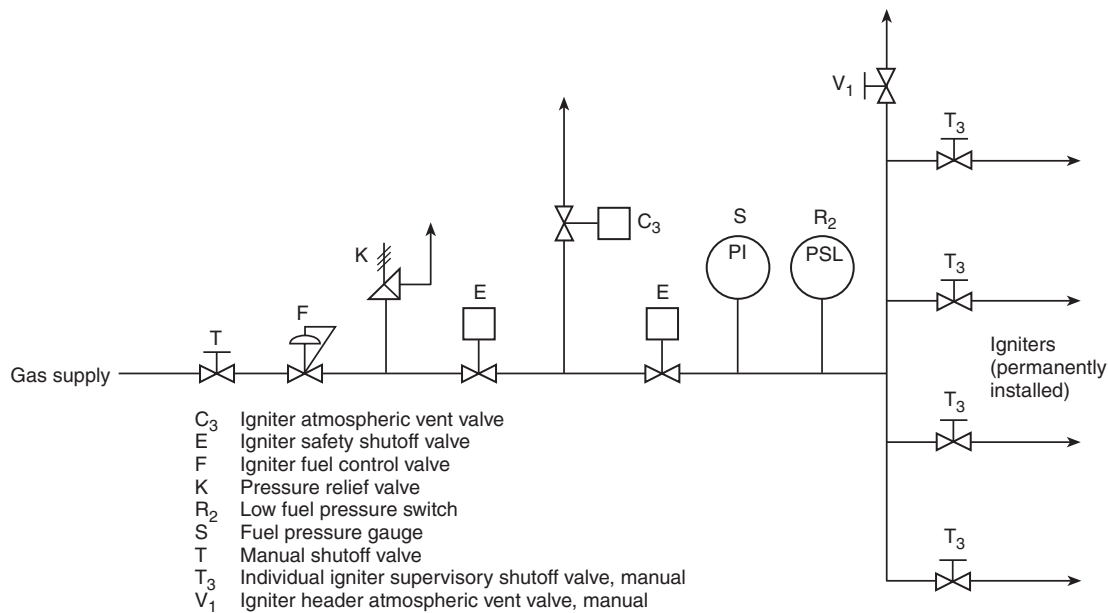 V1
T3
C3
S
R2
PI
PSL
K
T3
E
E
F
T
Gas supply
Igniters
(permanently
installed)
T3
T3
C3 Igniter atmospheric vent valve
E Igniter safety shutoff valve
F Igniter fuel control valve
K Pressure relief valve
R2 Low fuel pressure switch
S Fuel pressure gauge
T Manual shutoff valve
T3 Individual igniter supervisory shutoff valve, manual
V1 Igniter header atmospheric vent valve, manual